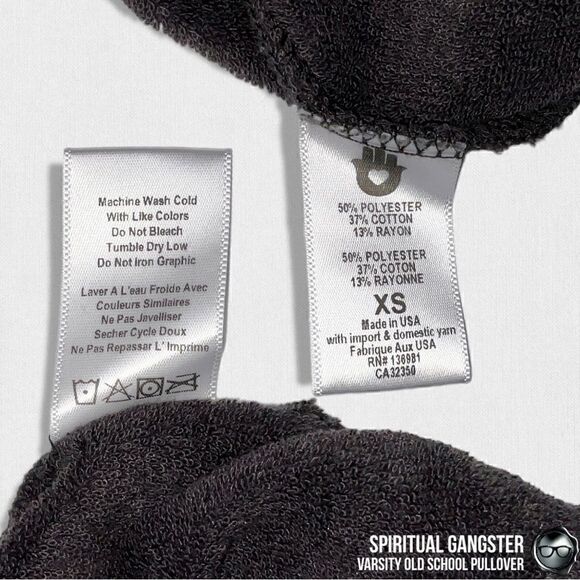 Machine Wash Cold
With Like Colors
Do Not Bleach
Tumble Dry Low
Do Not Iron Graphic
Laver A L'eau Froide Avec
Couleurs Similaires
Ne Pas Javelliser
Secher Cycle Doux
Ne Pas Repasser L' Imprime
50% POLYESTER
37% COTTON
13% RAYON
50% POLYESTER
37% COTON
13% RAYONNE
XS
Made in USA
with import & domestic yarn
Fabrique Aux USA
RN# 136981
CA32350
SPIRITUAL GANGSTER
VARSITY OLD SCHOOL PULLOVER